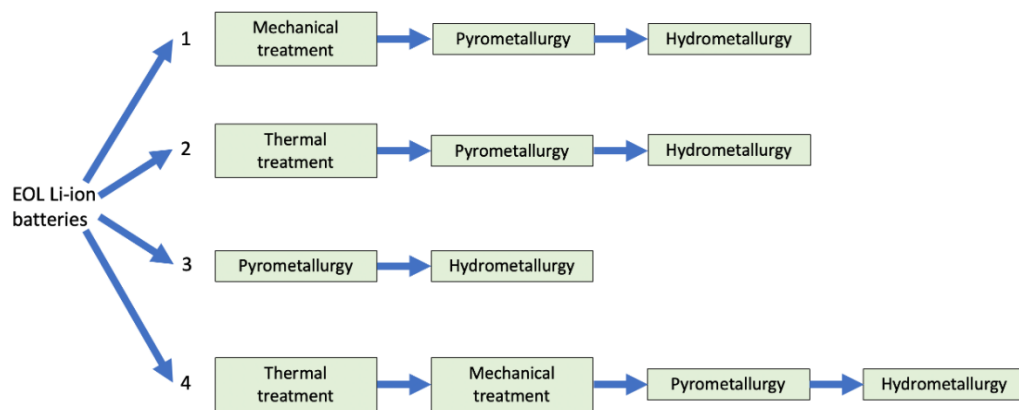 1
Mechanical
treatment
Pyrometallurgy
Hydrometallurgy
2
Thermal
treatment
Pyrometallurgy
Hydrometallurgy
EOL Li-ion
batteries
3
Pyrometallurgy
Hydrometallurgy
4
Thermal
treatment
Mechanical
treatment
Pyrometallurgy
Hydrometallurgy